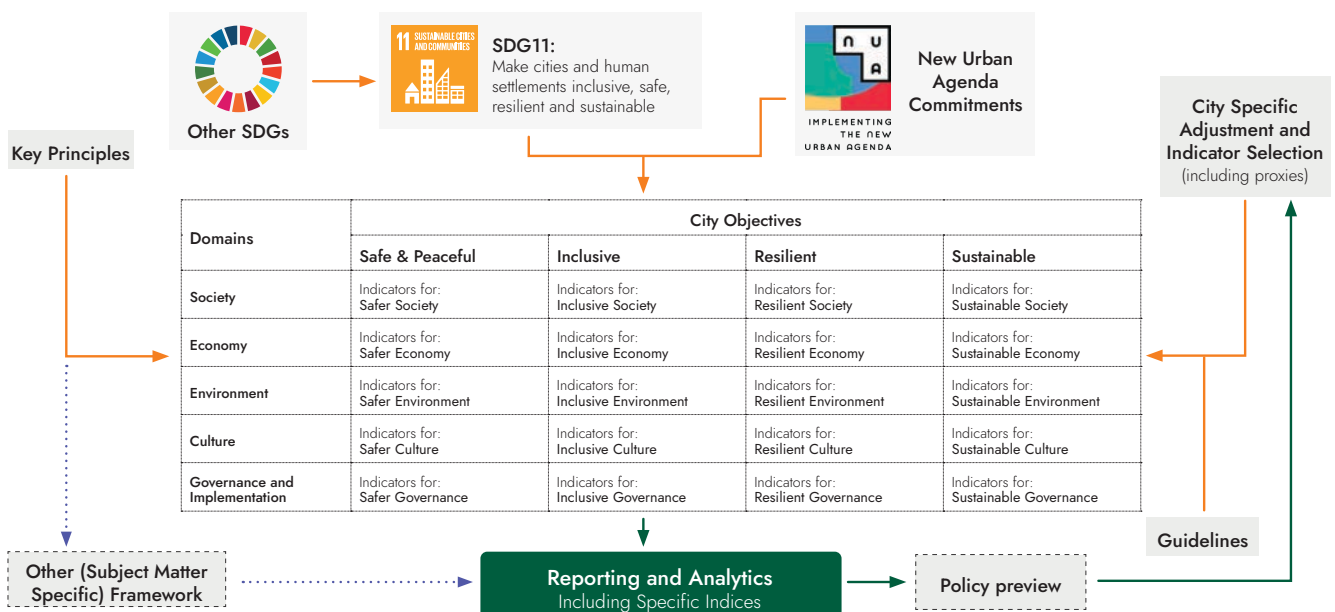 11 SUSTAINABLE CITIES
AND COMMUNITIES
SDG11:
Make cities and human
settlements inclusive, safe,
resilient and sustainable
Other SDGs
N U
A
IMPLEMENTING
THE NEW
URBAN AGENDA
New Urban
Agenda
Commitments
Key Principles
City Specific
Adjustment and
Indicator Selection
(including proxies)
Domains
City Objectives
Safe & Peaceful
Inclusive
Resilient
Sustainable
Society
Indicators for:
Safer Society
Indicators for:
Inclusive Society
Indicators for:
Resilient Society
Indicators for:
Sustainable Society
Economy
Indicators for:
Safer Economy
Indicators for:
Inclusive Economy
Indicators for:
Resilient Economy
Indicators for:
Sustainable Economy
Environment
Indicators for:
Safer Environment
Indicators for:
Inclusive Environment
Indicators for:
Resilient Environment
Indicators for:
Sustainable Environment
Culture
Indicators for:
Safer Culture
Indicators for:
Inclusive Culture
Indicators for:
Resilient Culture
Indicators for:
Sustainable Culture
Governance and
Implementation
Indicators for:
Safer Governance
Indicators for:
Inclusive Governance
Indicators for:
Resilient Governance
Indicators for:
Sustainable Governance
Guidelines
Other (Subject Matter
Specific) Framework
Reporting and Analytics
Including Specific Indices
Policy preview